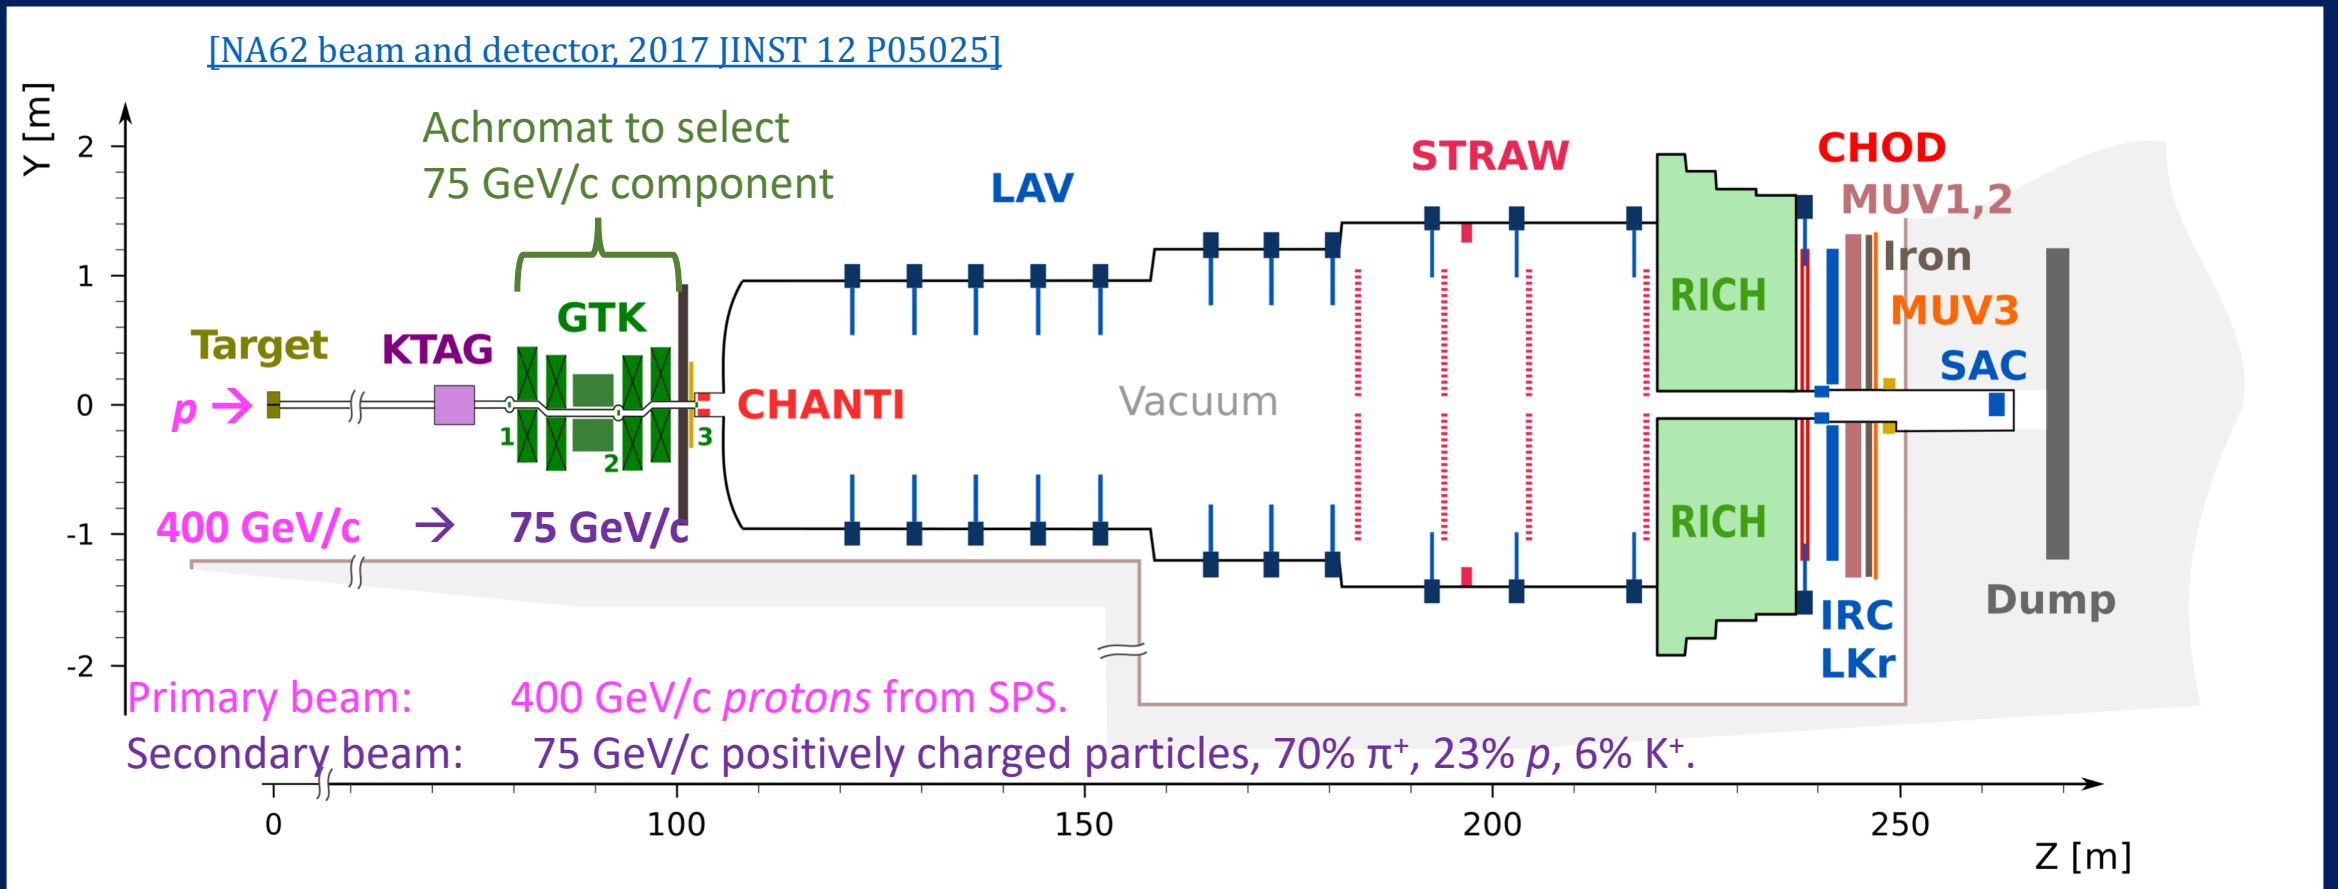 [NA62 beam and detector, 2017 JINST 12 P05025]
Y [m]
2
1
0
-1
-2
Achromat to select
75 GeV/c component
LAV
STRAW
CHOD
MUV1,2
Iron
MUV3
SAC
Target
KTAG
GTK
p →
1
2
3
CHANTI
Vacuum
RICH
RICH
400 GeV/c → 75 GeV/c
IRC
LKr
Dump
Primary beam: 400 GeV/c protons from SPS.
Secondary beam: 75 GeV/c positively charged particles, 70% π⁺, 23% p, 6% K⁺.
0 100 150 200 250
Z [m]